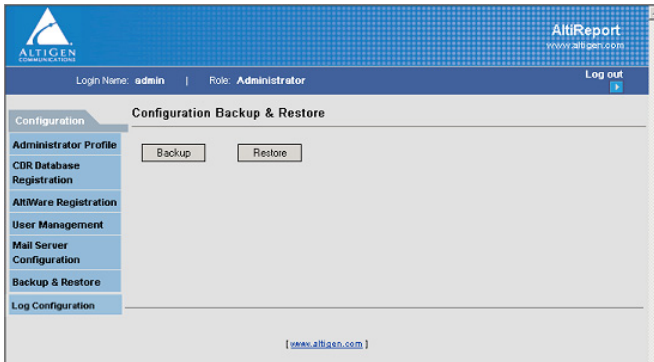 AltiReport
www.altigen.com
ALTIGEN
COMMUNICATIONS
Login Name: admin | Role: Administrator
Log out
Configuration
Configuration Backup & Restore
Administrator Profile
Backup
Restore
CDR Database
Registration
AltiWare Registration
User Management
Mail Server
Configuration
Backup & Restore
Log Configuration
[ www.altigen.com ]